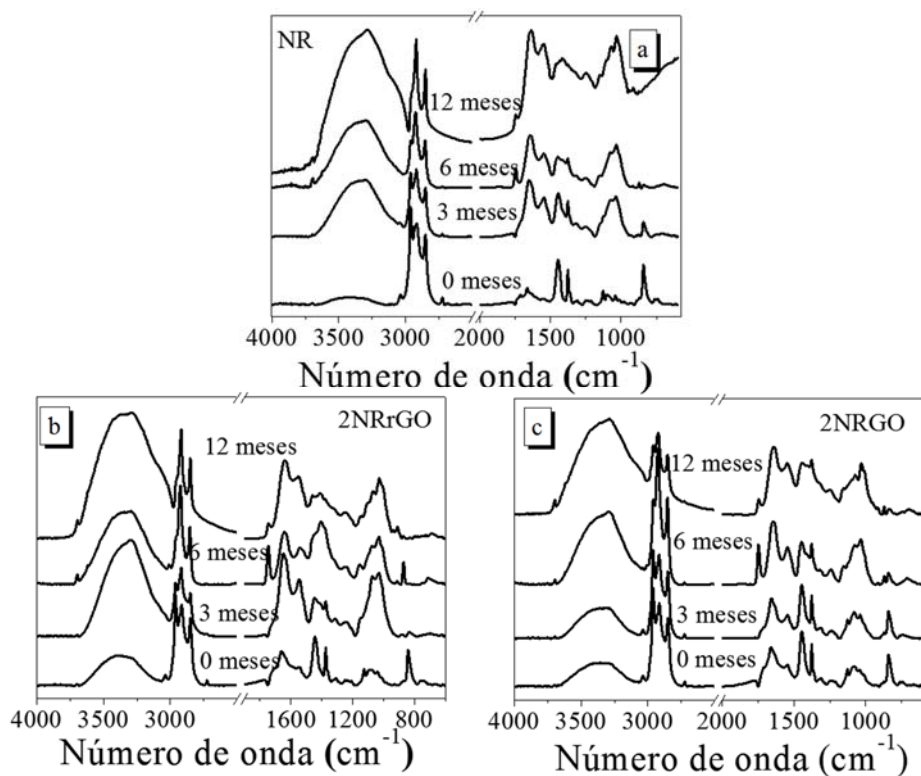 NR
a
12 meses
6 meses
3 meses
0 meses
4000 3500 3000 2500 2000 1500 1000
Número de onda (cm⁻¹)
b
2NRrGO
12 meses
6 meses
3 meses
0 meses
4000 3000 1600 1200 800
Número de onda (cm⁻¹)
c
2NRGO
12 meses
6 meses
3 meses
0 meses
4000 3500 3000 2500 2000 1500 1000
Número de onda (cm⁻¹)